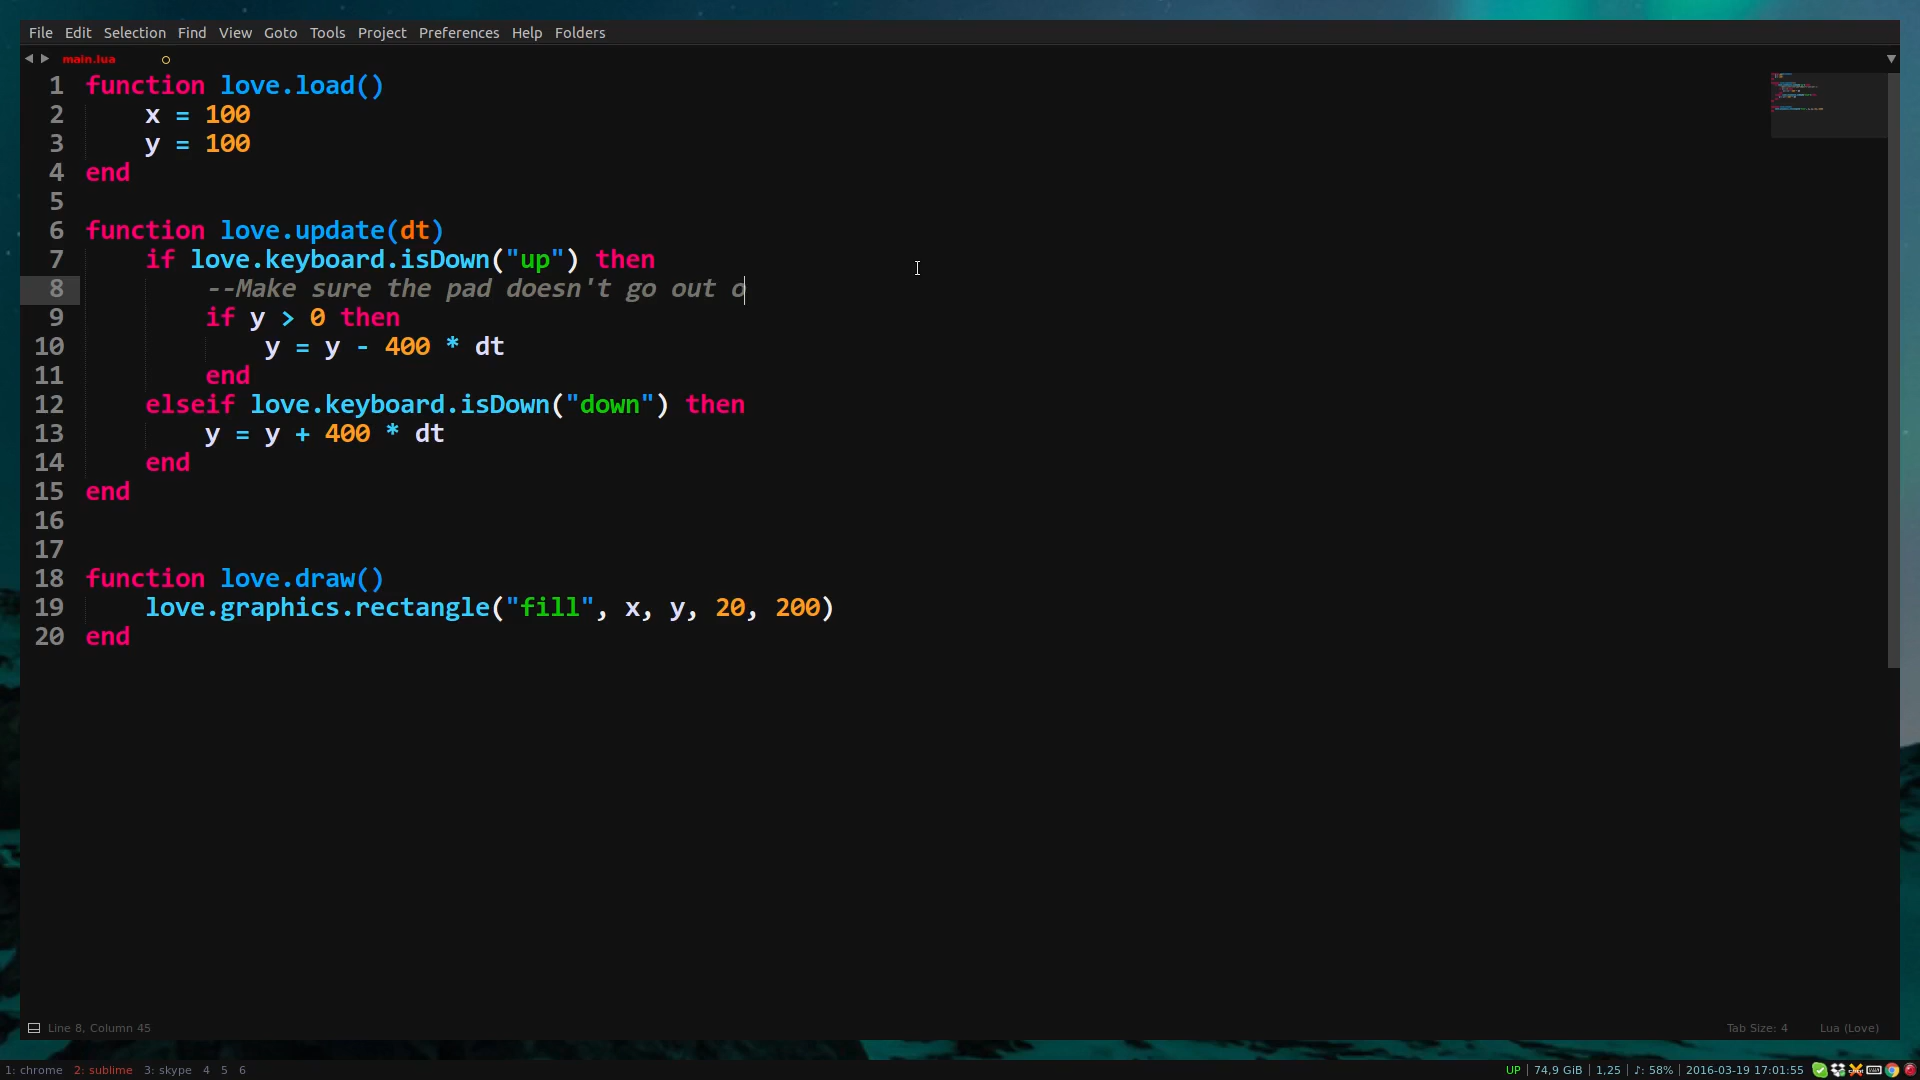 File Edit Selection Find View Goto Tools Project Preferences Help Folders
main.lua
1 function love.load()
2 x = 100
3 y = 100
4 end
5
6 function love.update(dt)
7 if love.keyboard.isDown("up") then
8 --Make sure the pad doesn't go out o
9 if y > 0 then
10 y = y - 400 * dt
11 end
12 elseif love.keyboard.isDown("down") then
13 y = y + 400 * dt
14 end
15 end
16
17
18 function love.draw()
19 love.graphics.rectangle("fill", x, y, 20, 200)
20 end
Line 8, Column 45 Tab Size: 4 Lua (Love)
1: chrome 2: sublime 3: skype 4 5 6 UP | 74,9 GiB | 1,25 | ♪: 58% | 2016-03-19 17:01:55